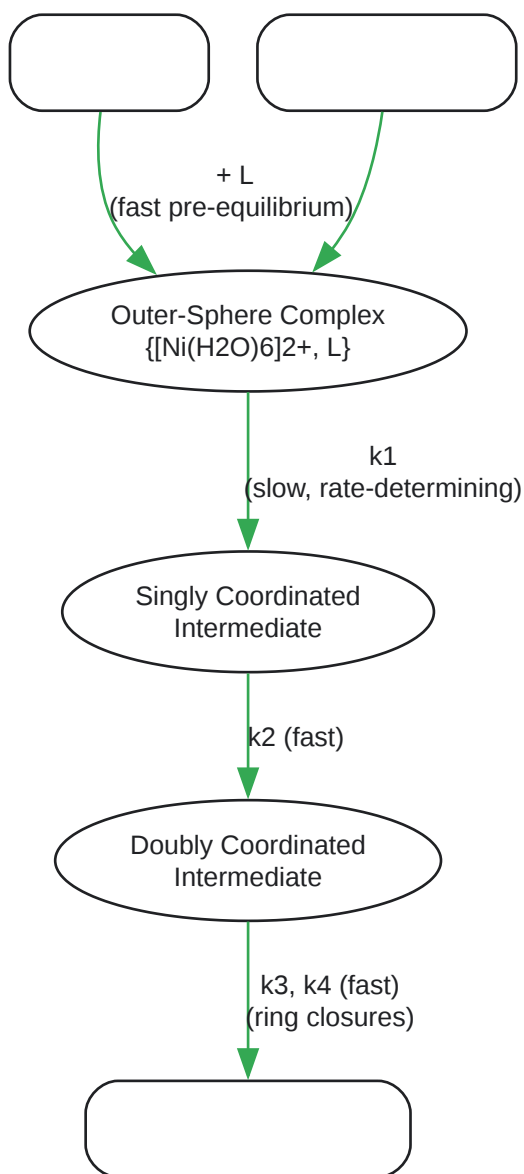 + L
(fast pre-equilibrium)
Outer-Sphere Complex
{[Ni(H2O)6]2+, L}
k1
(slow, rate-determining)
Singly Coordinated
Intermediate
k2 (fast)
Doubly Coordinated
Intermediate
k3, k4 (fast)
(ring closures)